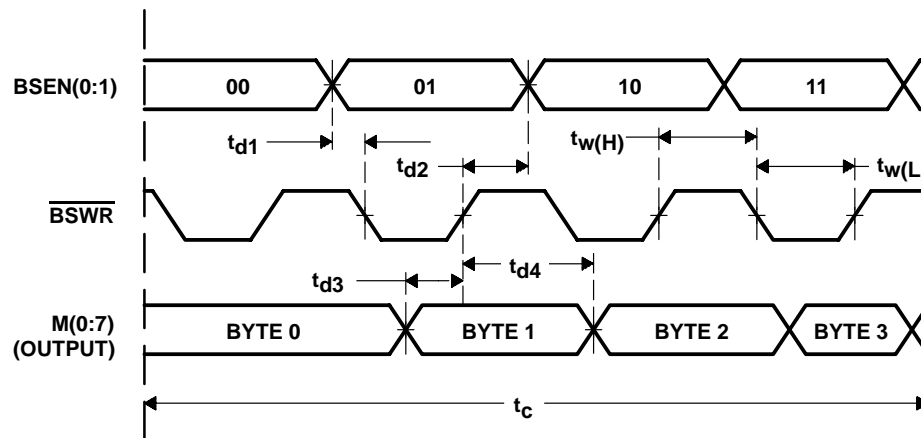 BSEN(0:1)
00
01
10
11
td1
td2
tw(H)
tw(L
BSWR
td3
td4
M(0:7)
(OUTPUT)
BYTE 0
BYTE 1
BYTE 2
BYTE 3
tc